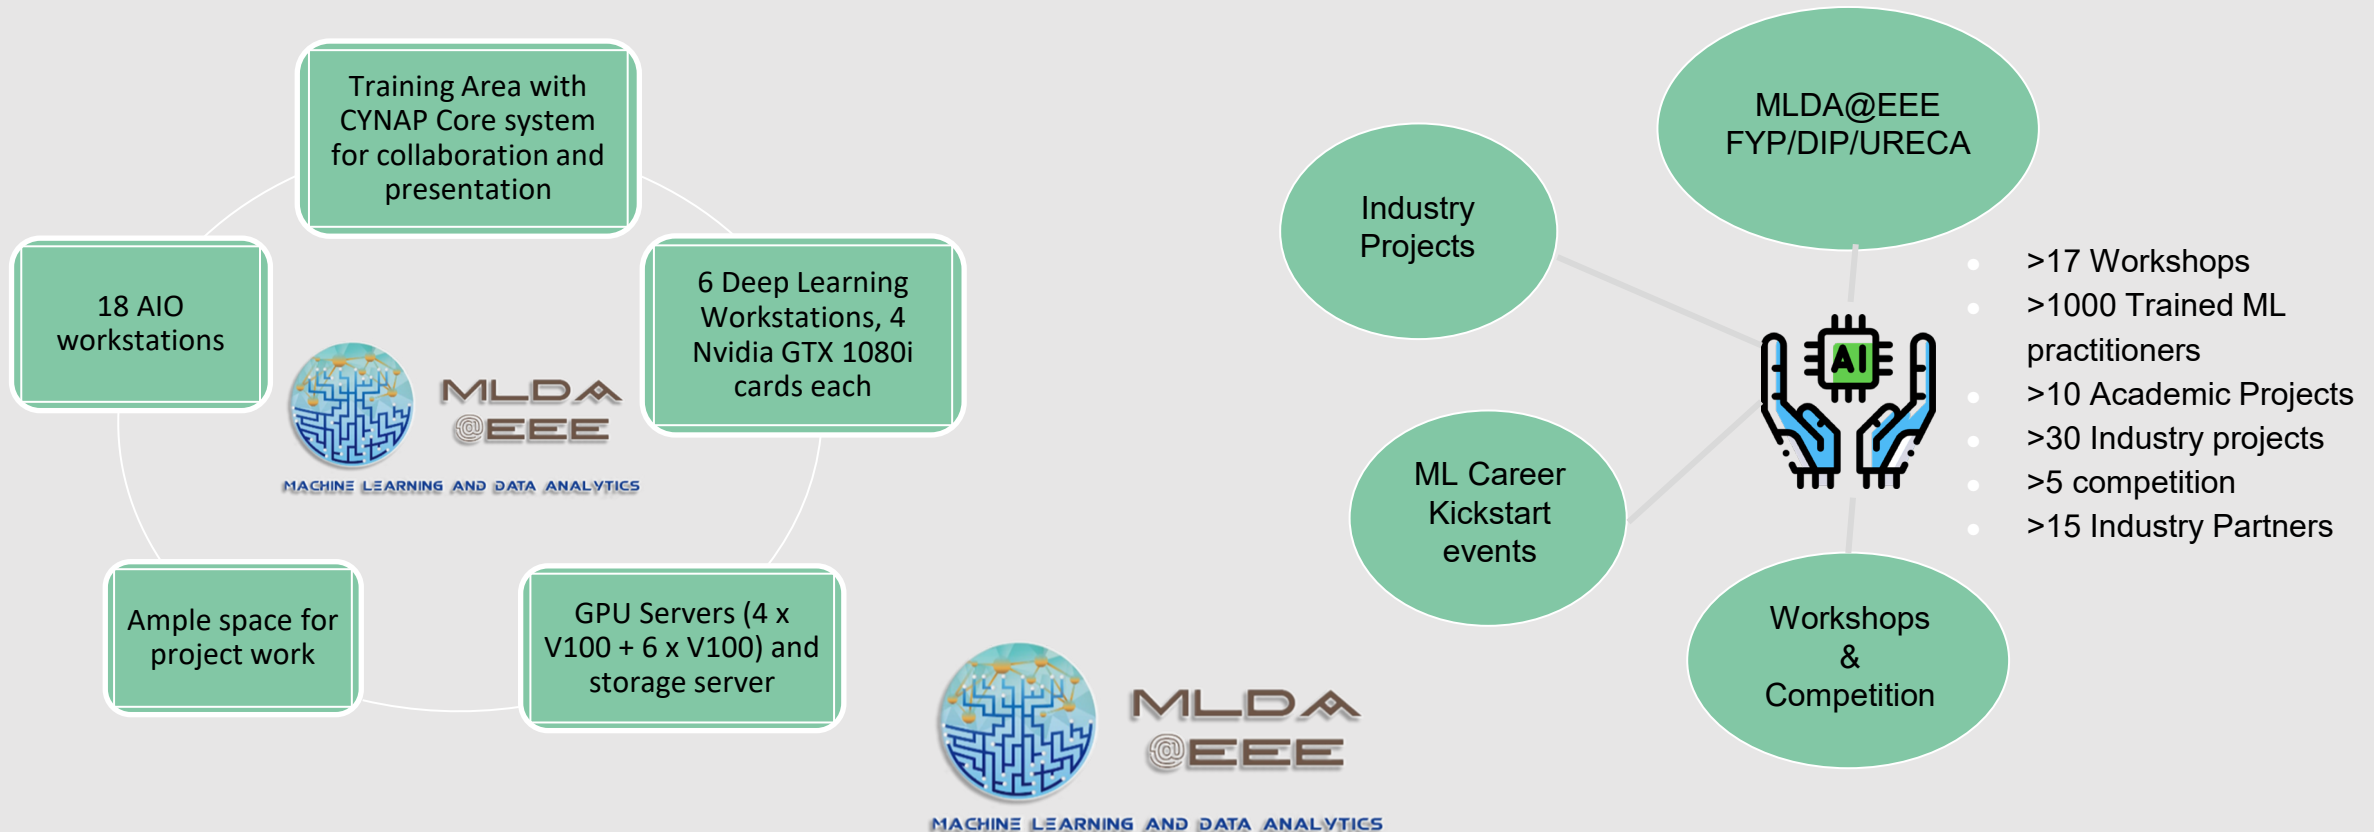 Training Area with
CYNAP Core system
for collaboration and
presentation
18 AIO
workstations
6 Deep Learning
Workstations, 4
Nvidia GTX 1080i
cards each
MLDA
@EEE
MACHINE LEARNING AND DATA ANALYTICS
Ample space for
project work
GPU Servers (4 x
V100 + 6 x V100) and
storage server
MLDA
@EEE
MACHINE LEARNING AND DATA ANALYTICS
MLDA@EEE
FYP/DIP/URECA
Industry
Projects
AI
ML Career
Kickstart
events
Workshops
&
Competition
>17 Workshops
>1000 Trained ML
practitioners
>10 Academic Projects
>30 Industry projects
>5 competition
>15 Industry Partners